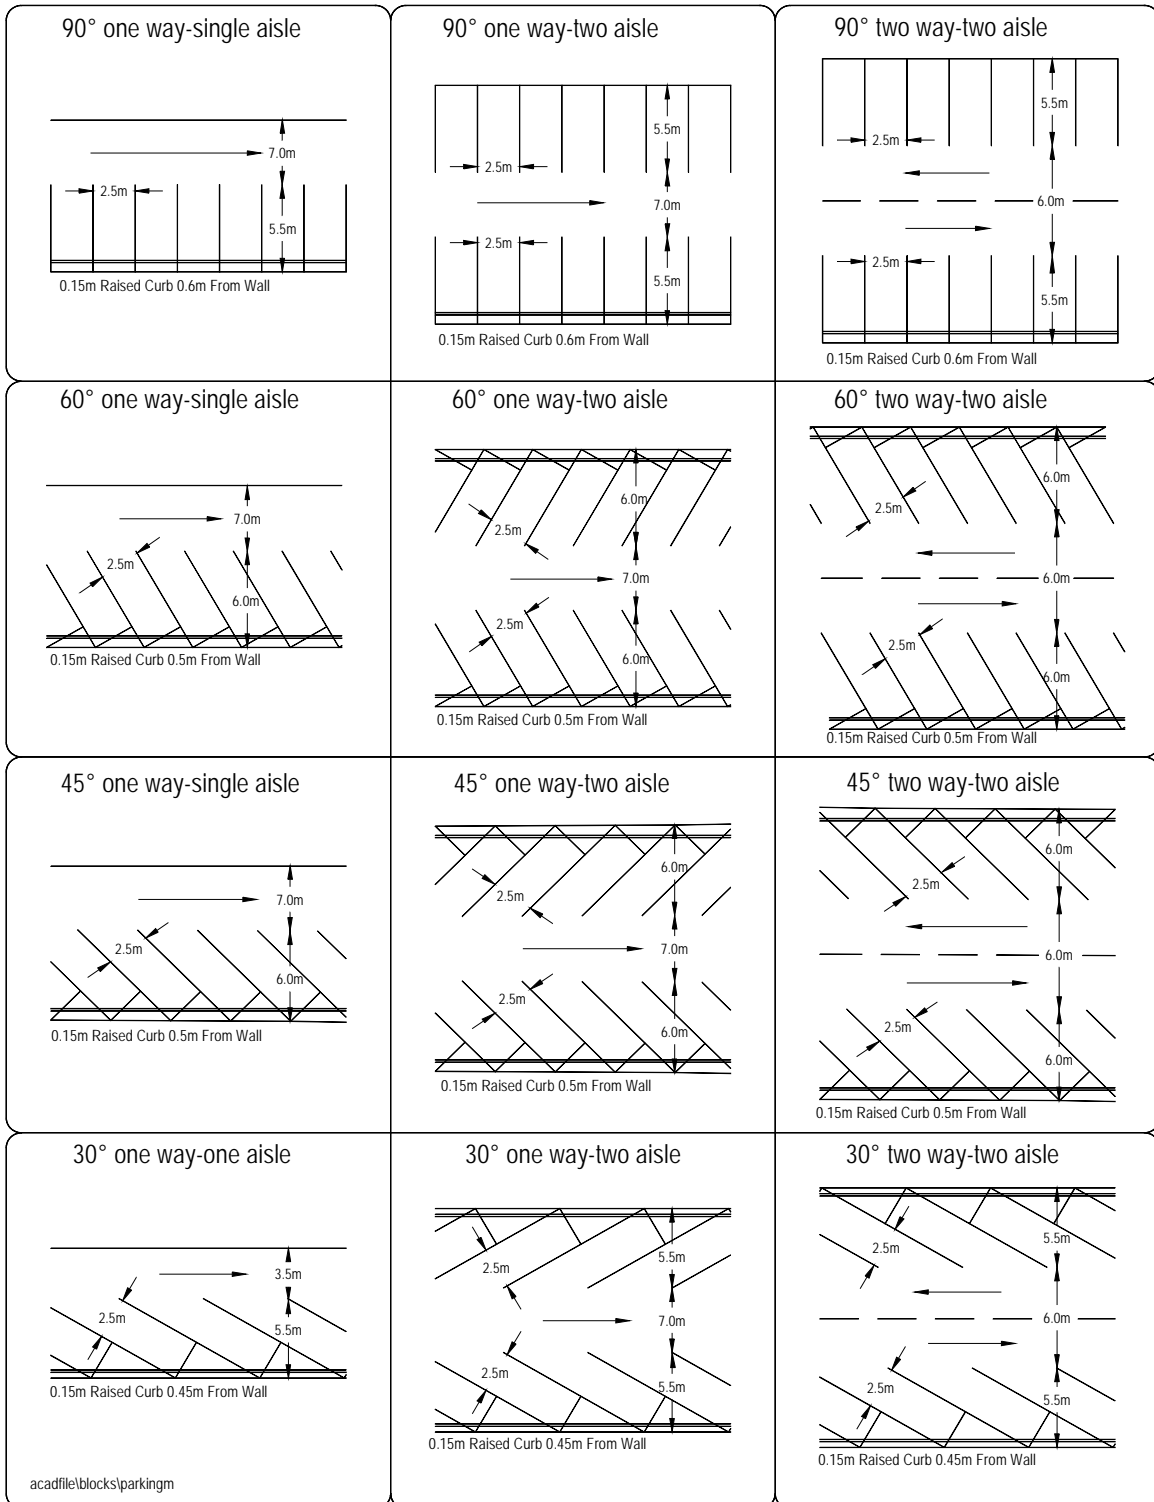 90° one way-single aisle
7.0m
2.5m
5.5m
0.15m Raised Curb 0.6m From Wall
90° one way-two aisle
5.5m
2.5m
7.0m
2.5m
5.5m
0.15m Raised Curb 0.6m From Wall
90° two way-two aisle
5.5m
2.5m
6.0m
2.5m
5.5m
0.15m Raised Curb 0.6m From Wall
60° one way-single aisle
7.0m
2.5m
6.0m
0.15m Raised Curb 0.5m From Wall
60° one way-two aisle
6.0m
2.5m
7.0m
2.5m
6.0m
0.15m Raised Curb 0.5m From Wall
60° two way-two aisle
6.0m
2.5m
6.0m
2.5m
6.0m
0.15m Raised Curb 0.5m From Wall
45° one way-single aisle
7.0m
2.5m
6.0m
0.15m Raised Curb 0.5m From Wall
45° one way-two aisle
6.0m
2.5m
7.0m
2.5m
6.0m
0.15m Raised Curb 0.5m From Wall
45° two way-two aisle
6.0m
2.5m
6.0m
2.5m
6.0m
0.15m Raised Curb 0.5m From Wall
30° one way-one aisle
3.5m
2.5m
5.5m
0.15m Raised Curb 0.45m From Wall
30° one way-two aisle
5.5m
2.5m
7.0m
2.5m
5.5m
0.15m Raised Curb 0.45m From Wall
30° two way-two aisle
5.5m
2.5m
6.0m
2.5m
5.5m
0.15m Raised Curb 0.45m From Wall
acadfile\blocks\parkingm